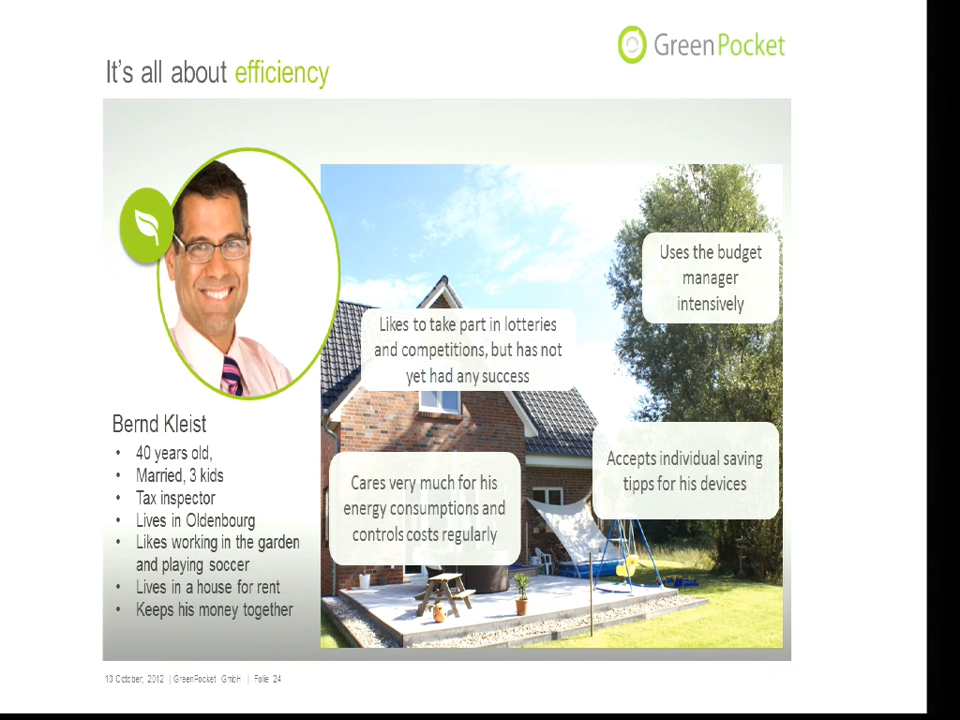 GreenPocket
It's all about efficiency
Uses the budget
manager
intensively
Likes to take part in lotteries
and competitions, but has not
yet had any success
Bernd Kleist
• 40 years old,
• Married, 3 kids
• Tax inspector
• Lives in Oldenbourg
• Likes working in the garden
and playing soccer
• Lives in a house for rent
• Keeps his money together
Cares very much for his
energy consumptions and
controls costs regularly
Accepts individual saving
tipps for his devices
10 October, 2012 | GreenPocket GmbH | Folie 24